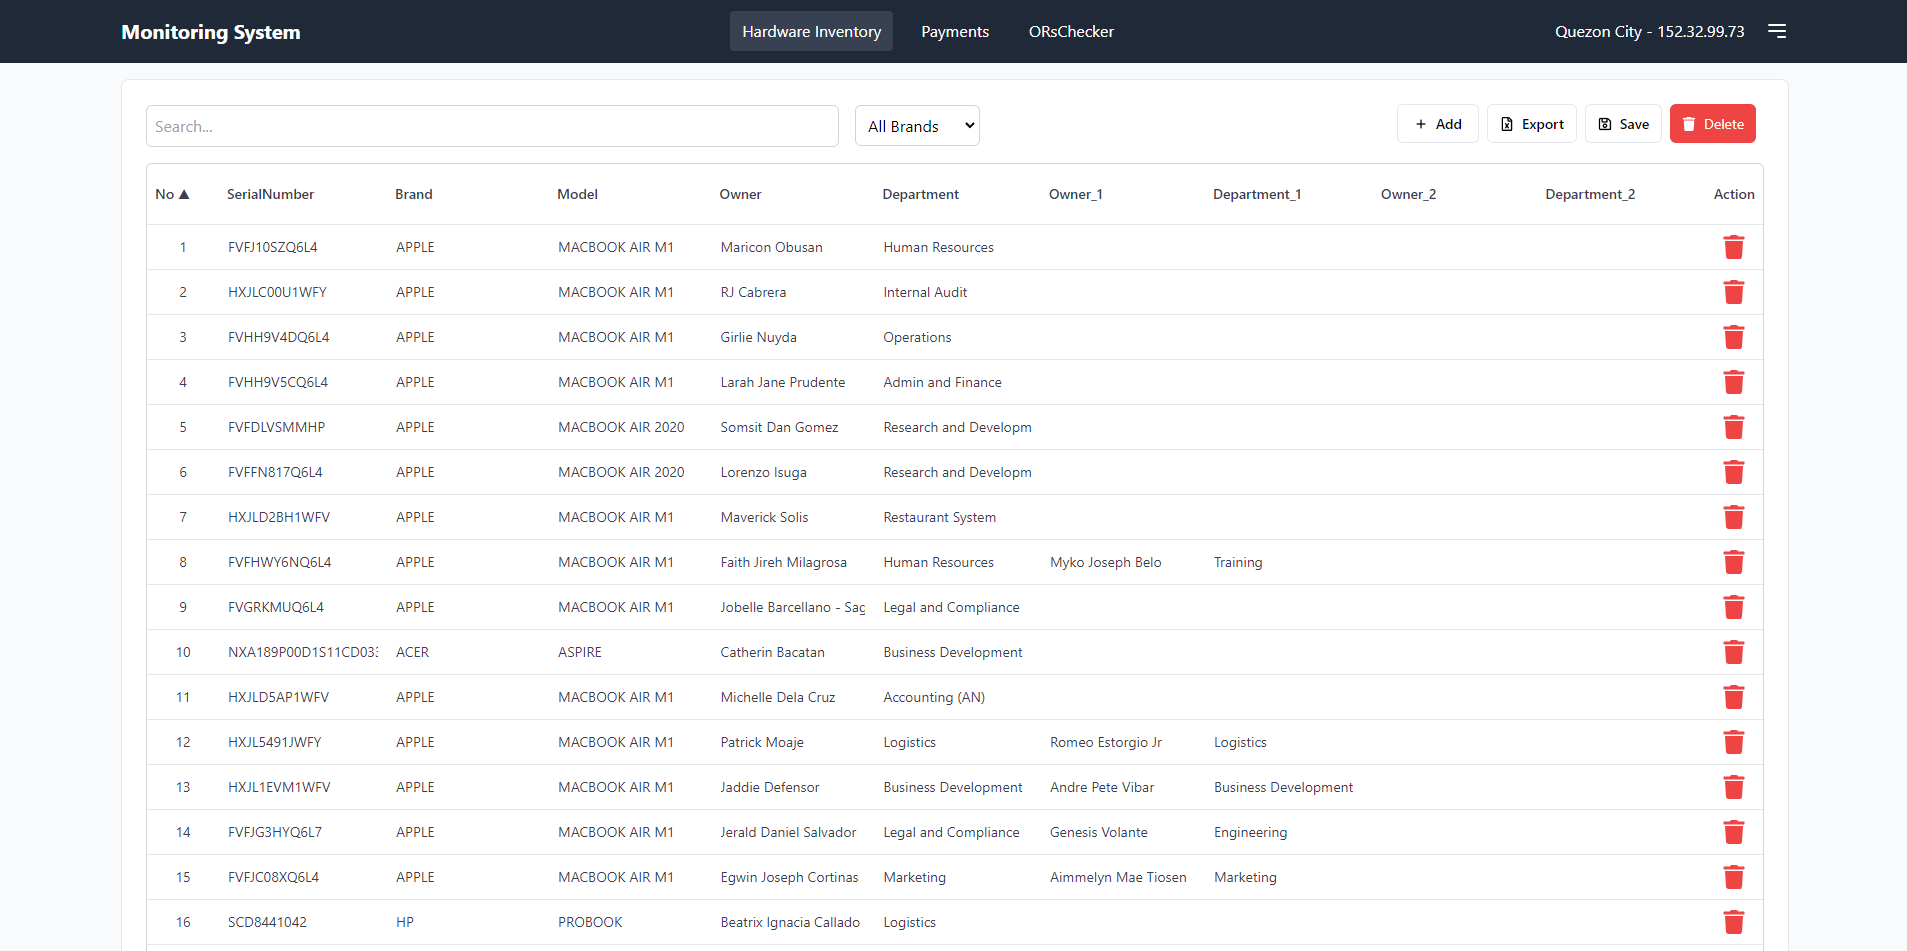 Monitoring System Hardware Inventory Payments ORsChecker Quezon City - 152.32.99.73
Search... All Brands Add Export Save Delete
No ▲ SerialNumber Brand Model Owner Department Owner_1 Department_1 Owner_2 Department_2 Action
1 FVFJ10SZQ6L4 APPLE MACBOOK AIR M1 Maricon Obusan Human Resources
2 HXJLC00U1WFY APPLE MACBOOK AIR M1 RJ Cabrera Internal Audit
3 FVHH9V4DQ6L4 APPLE MACBOOK AIR M1 Girlie Nuyda Operations
4 FVHH9V5CQ6L4 APPLE MACBOOK AIR M1 Larah Jane Prudente Admin and Finance
5 FVFDLVSMMHP APPLE MACBOOK AIR 2020 Somsit Dan Gomez Research and Developm
6 FVFFN817Q6L4 APPLE MACBOOK AIR 2020 Lorenzo Isuga Research and Developm
7 HXJLD2BH1WFV APPLE MACBOOK AIR M1 Maverick Solis Restaurant System
8 FVFHWY6NQ6L4 APPLE MACBOOK AIR M1 Faith Jireh Milagrosa Human Resources Myko Joseph Belo Training
9 FVGRKMUQ6L4 APPLE MACBOOK AIR M1 Jobelle Barcellano - Sag Legal and Compliance
10 NXA189P00D1S11CD033 ACER ASPIRE Catherin Bacatan Business Development
11 HXJLD5AP1WFV APPLE MACBOOK AIR M1 Michelle Dela Cruz Accounting (AN)
12 HXJL5491JWFY APPLE MACBOOK AIR M1 Patrick Moaje Logistics Romeo Estorgio Jr Logistics
13 HXJL1EVM1WFV APPLE MACBOOK AIR M1 Jaddie Defensor Business Development Andre Pete Vibar Business Development
14 FVFJG3HYQ6L7 APPLE MACBOOK AIR M1 Jerald Daniel Salvador Legal and Compliance Genesis Volante Engineering
15 FVFJC08XQ6L4 APPLE MACBOOK AIR M1 Egwin Joseph Cortinas Marketing Aimmelyn Mae Tiosen Marketing
16 SCD8441042 HP PROBOOK Beatrix Ignacia Callado Logistics